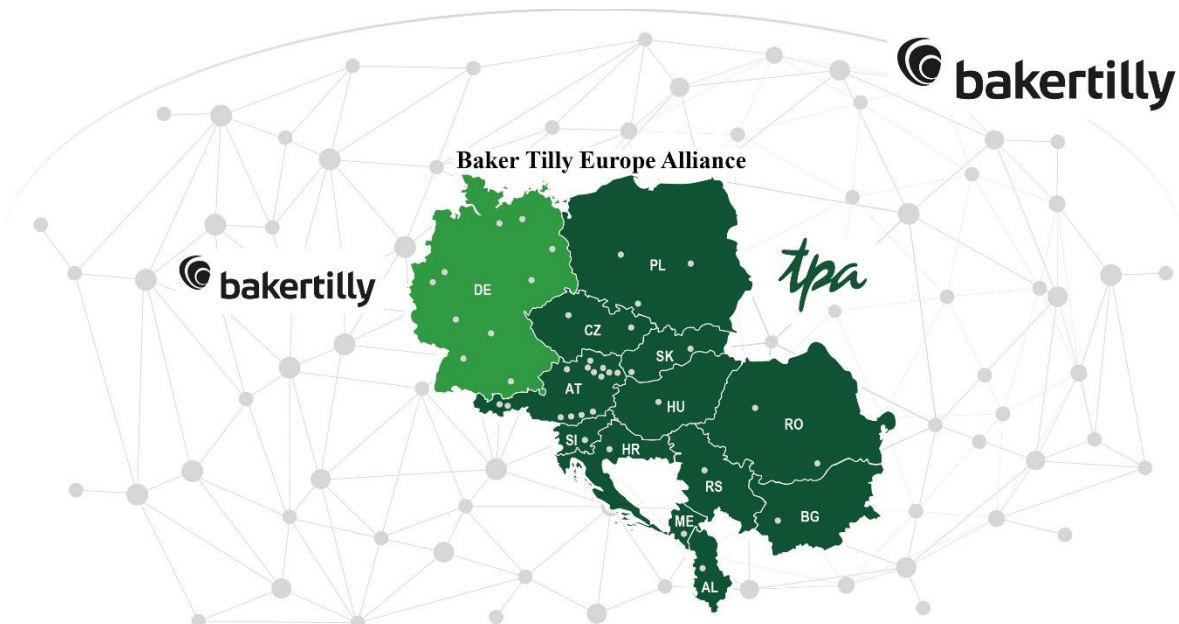 bakertilly
Baker Tilly Europe Alliance
bakertilly
tpa
DE
PL
CZ
SK
AT
HU
RO
SI
HR
RS
BG
ME
AL